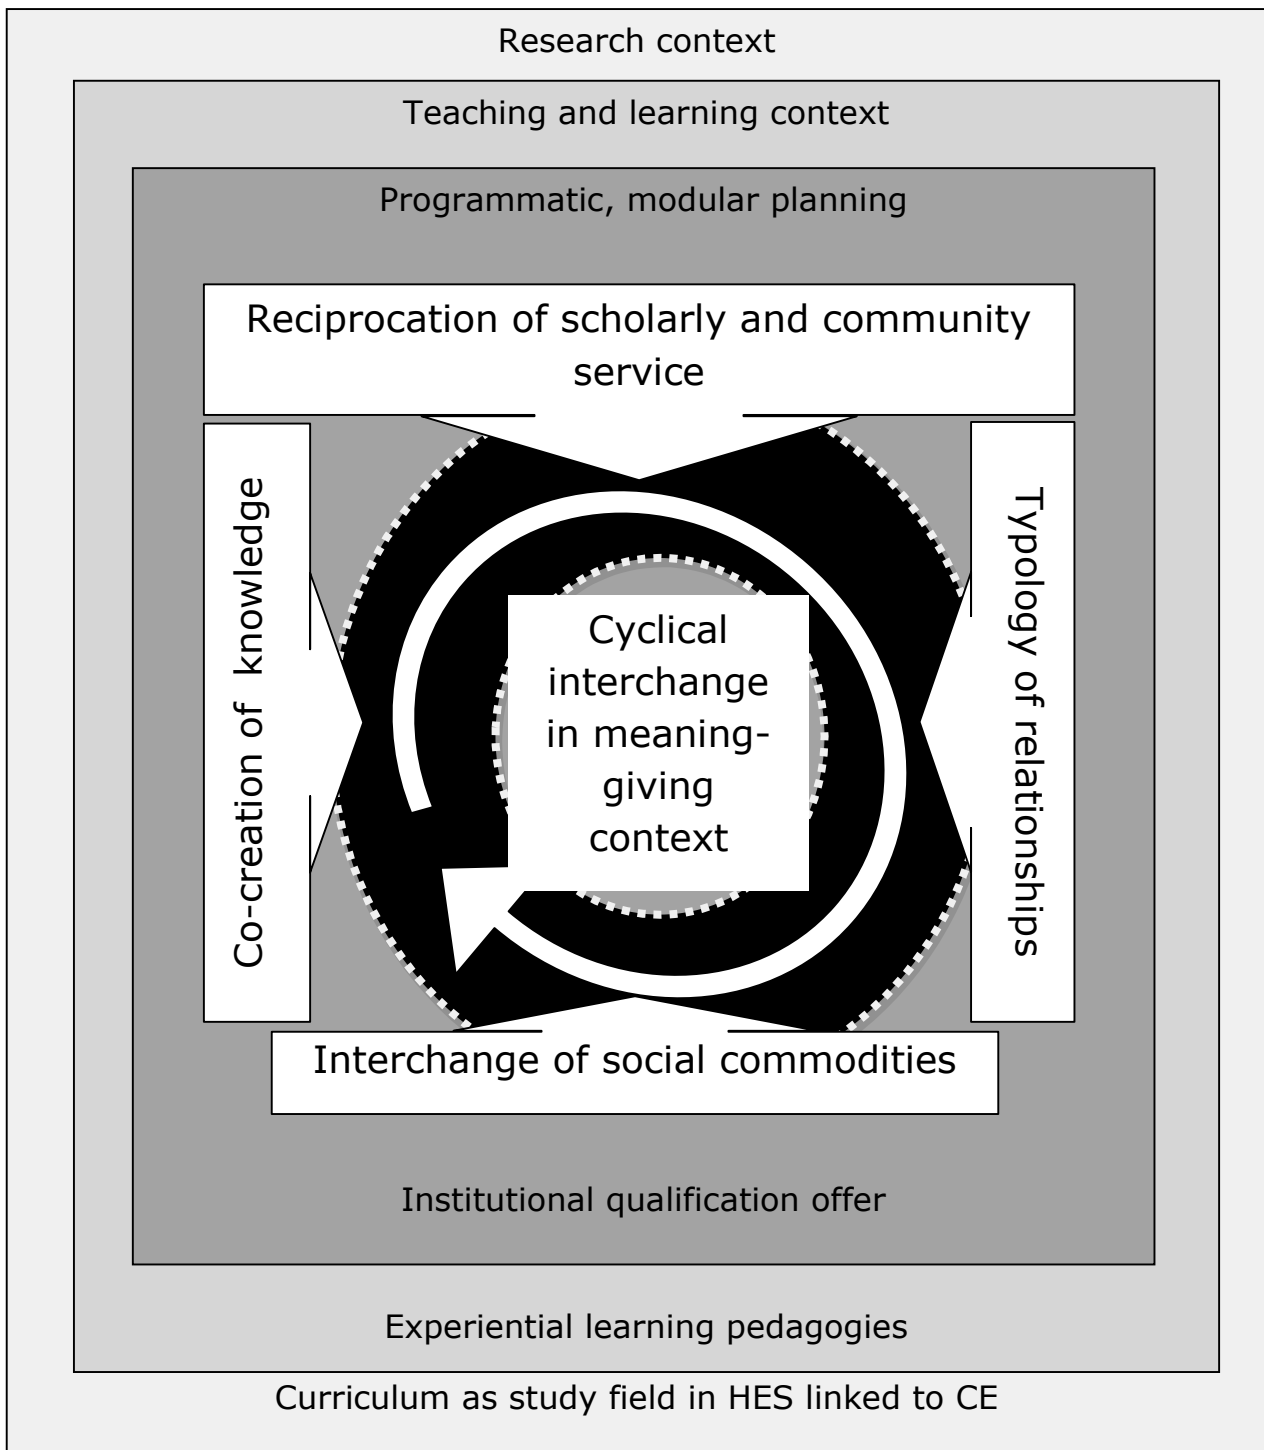 Research context
Teaching and learning context
Programmatic, modular planning
Reciprocation of scholarly and community
service
Co-creation of knowledge
Typology of relationships
Cyclical
interchange
in meaning-
giving
context
Interchange of social commodities
Institutional qualification offer
Experiential learning pedagogies
Curriculum as study field in HES linked to CE